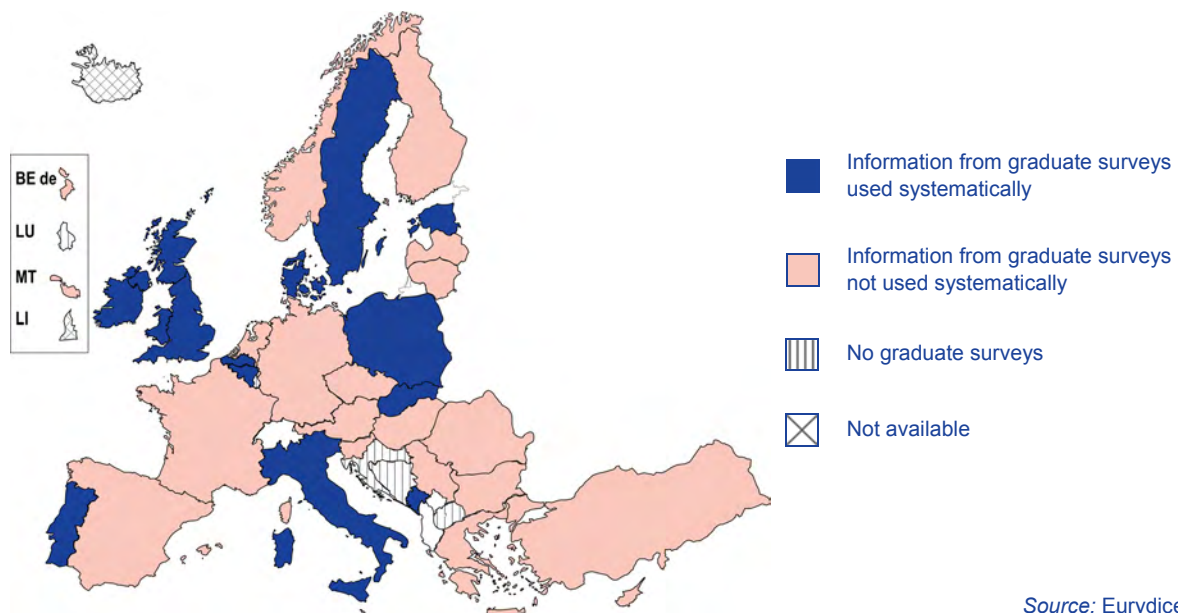 BE de
LU
MT
LI
Information from graduate surveys
used systematically
Information from graduate surveys
not used systematically
No graduate surveys
Not available
Source: Eurydice